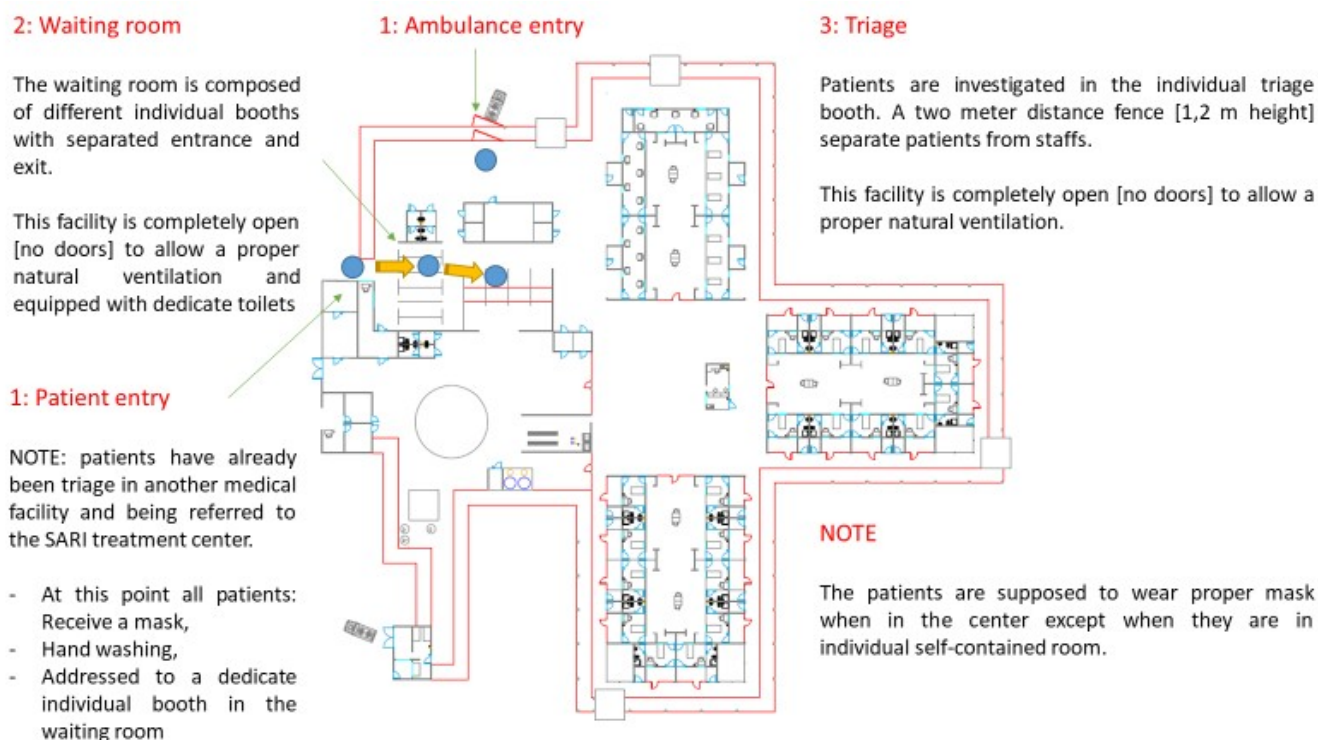 2: Waiting room
The waiting room is composed
of different individual booths
with separated entrance and
exit.
This facility is completely open
[no doors] to allow a proper
natural ventilation and
equipped with dedicate toilets
1: Patient entry
NOTE: patients have already
been triage in another medical
facility and being referred to
the SARI treatment center.
- At this point all patients:
Receive a mask,
- Hand washing,
- Addressed to a dedicate
individual booth in the
waiting room
1: Ambulance entry
3: Triage
Patients are investigated in the individual triage
booth. A two meter distance fence [1,2 m height]
separate patients from staffs.
This facility is completely open [no doors] to allow a
proper natural ventilation.
NOTE
The patients are supposed to wear proper mask
when in the center except when they are in
individual self-contained room.